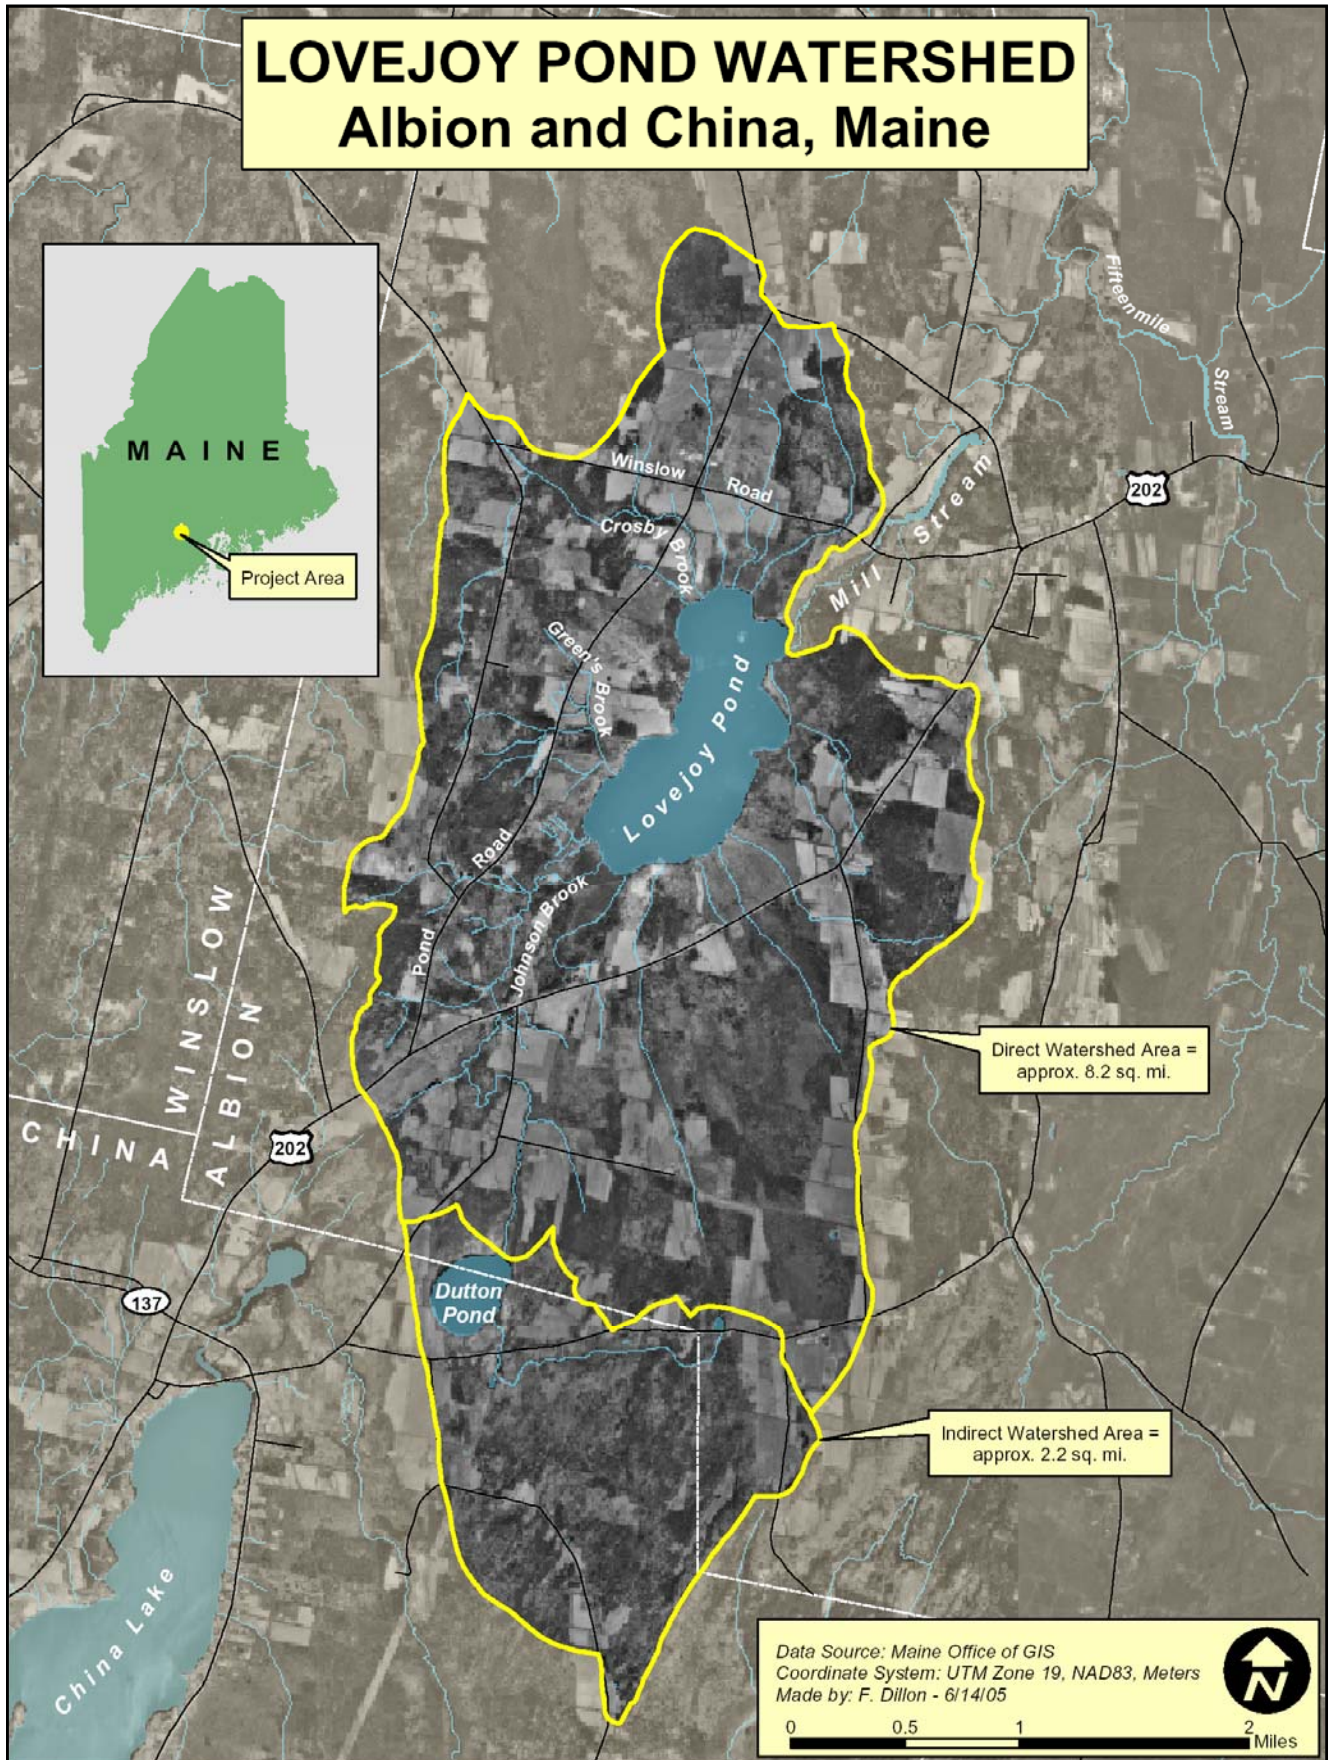 LOVEJOY POND WATERSHED
Albion and China, Maine
MAINE
Project Area
Fifteenmile
Stream
Winslow Road
202
Crosby Brook
Mill Stream
Green's Brook
Lovejoy Pond
Pond Road
Johnson Brook
WINSLOW
ALBION
CHINA
202
Direct Watershed Area =
approx. 8.2 sq. mi.
137
Dutton
Pond
Indirect Watershed Area =
approx. 2.2 sq. mi.
China Lake
Data Source: Maine Office of GIS
Coordinate System: UTM Zone 19, NAD83, Meters
Made by: F. Dillon - 6/14/05
N
0 0.5 1 2
Miles